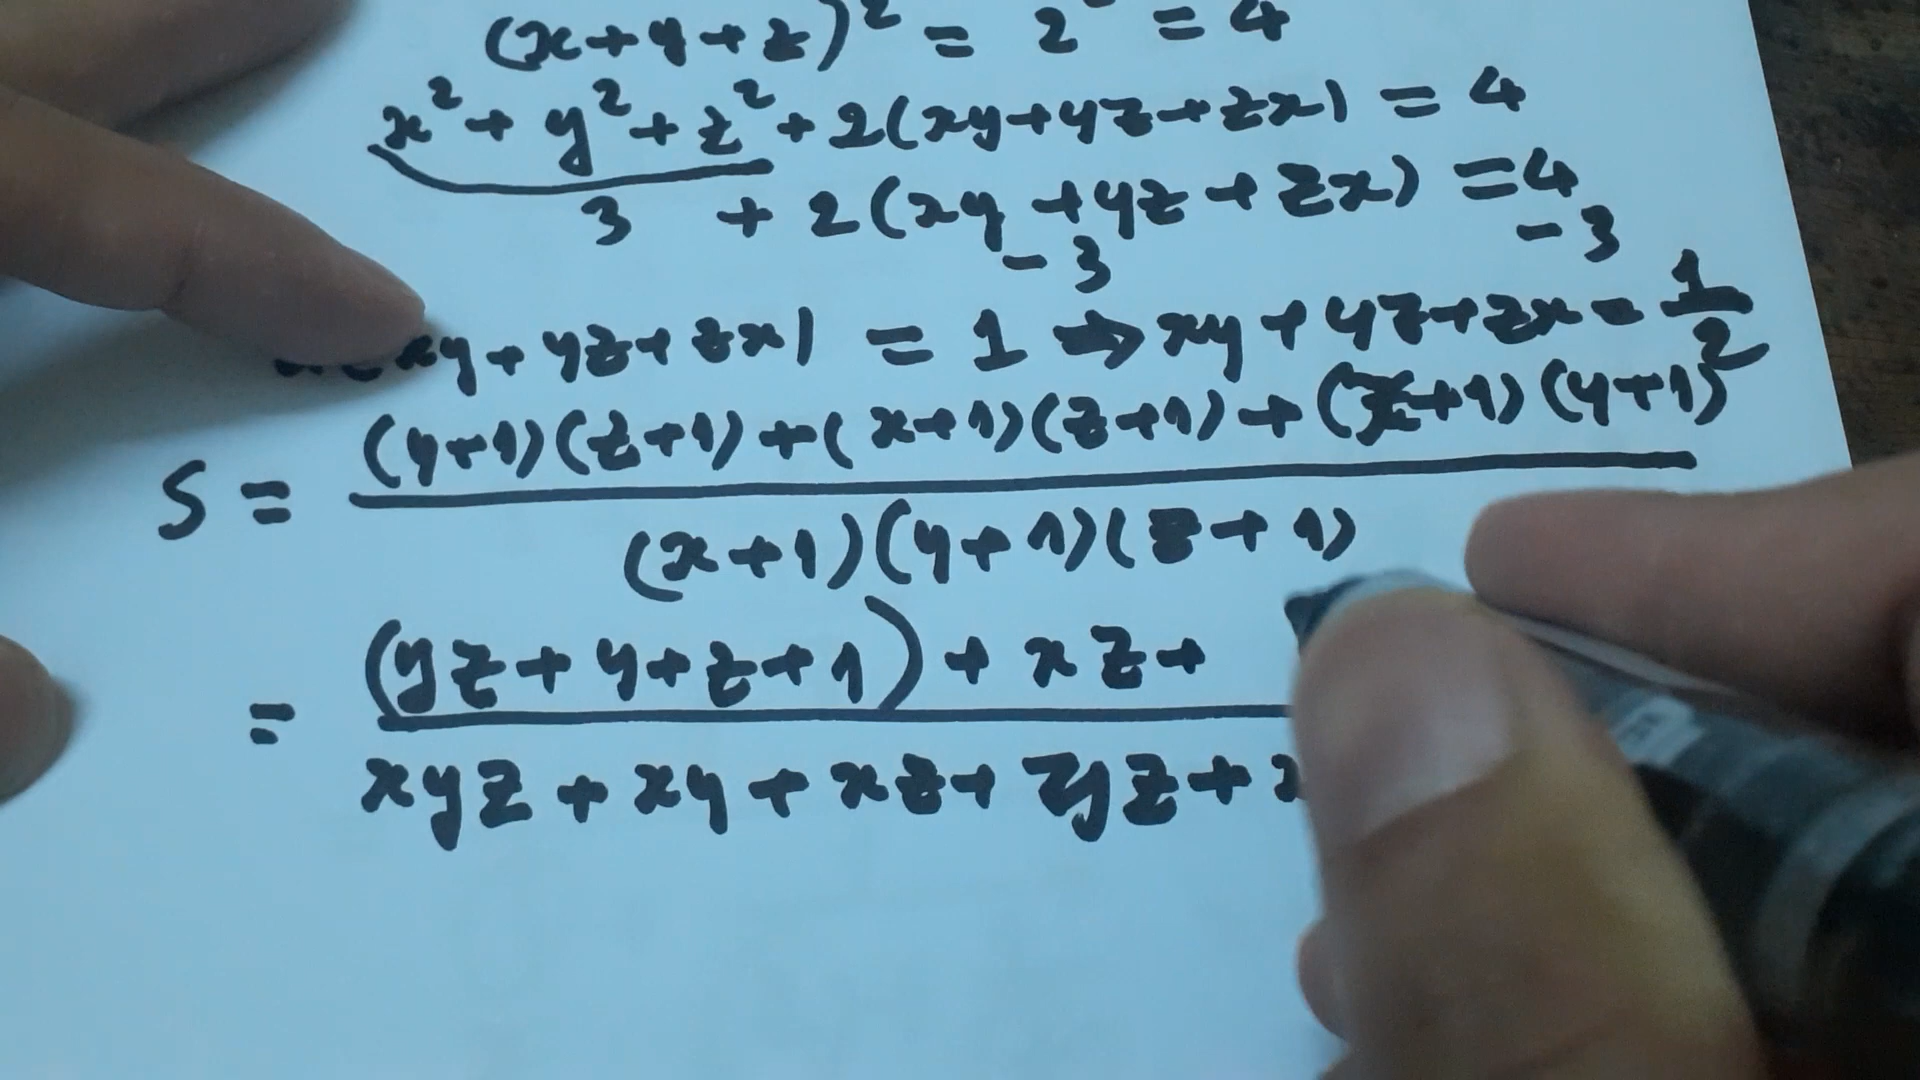 (x+y+z)² = 2² = 4
x² + y² + z² + 2(xy+yz+zx) = 4
3 + 2(xy+yz+zx) = 4
-3 -3
xy+yz+zx) = 1 → xy+yz+zx = 1/2
S = (y+1)(z+1)+(x+1)(z+1)+(x+1)(y+1)
(x+1)(y+1)(z+1)
= (yz+y+z+1) + xz+
xyz + xy + xz + yz +